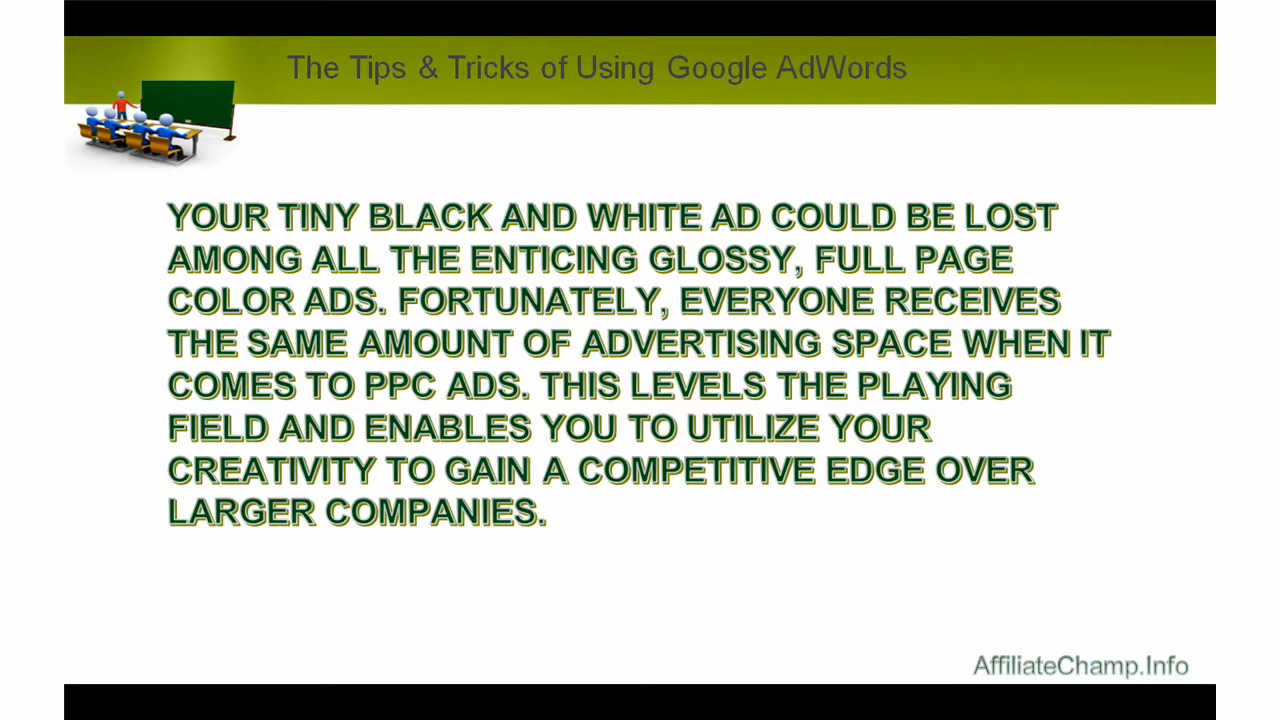 The Tips & Tricks of Using Google AdWords
YOUR TINY BLACK AND WHITE AD COULD BE LOST
AMONG ALL THE ENTICING GLOSSY, FULL PAGE
COLOR ADS. FORTUNATELY, EVERYONE RECEIVES
THE SAME AMOUNT OF ADVERTISING SPACE WHEN IT
COMES TO PPC ADS. THIS LEVELS THE PLAYING
FIELD AND ENABLES YOU TO UTILIZE YOUR
CREATIVITY TO GAIN A COMPETITIVE EDGE OVER
LARGER COMPANIES.
AffiliateChamp.Info